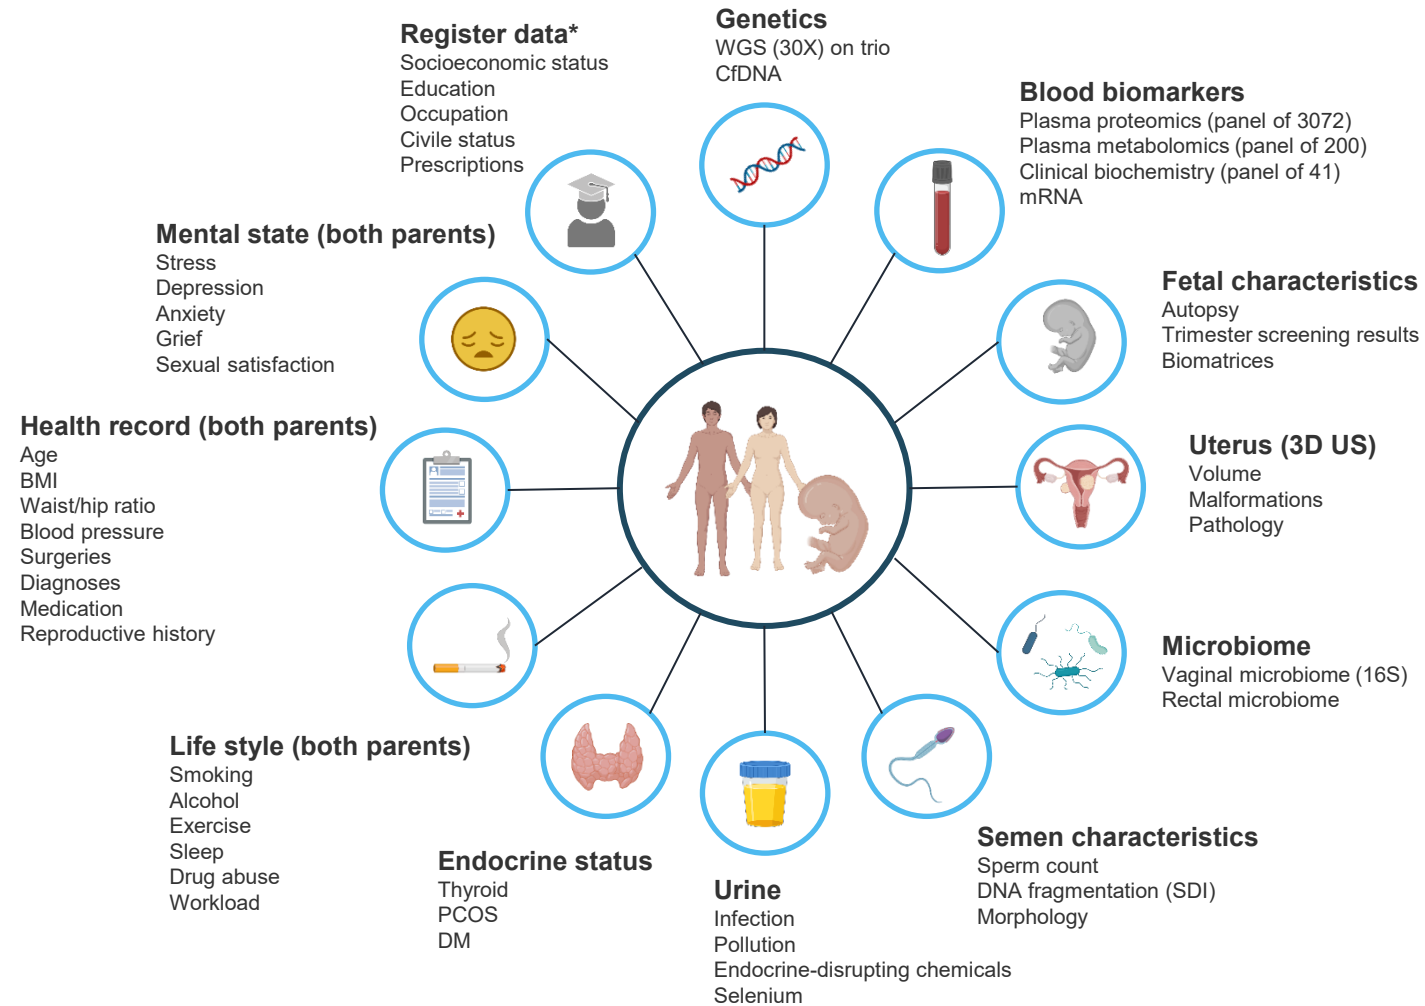 Genetics
WGS (30X) on trio
CfDNA
Register data*
Socioeconomic status
Education
Occupation
Civile status
Prescriptions
Blood biomarkers
Plasma proteomics (panel of 3072)
Plasma metabolomics (panel of 200)
Clinical biochemistry (panel of 41)
mRNA
Mental state (both parents)
Stress
Depression
Anxiety
Grief
Sexual satisfaction
Fetal characteristics
Autopsy
Trimester screening results
Biomatrices
Health record (both parents)
Age
BMI
Waist/hip ratio
Blood pressure
Surgeries
Diagnoses
Medication
Reproductive history
Uterus (3D US)
Volume
Malformations
Pathology
Microbiome
Vaginal microbiome (16S)
Rectal microbiome
Life style (both parents)
Smoking
Alcohol
Exercise
Sleep
Drug abuse
Workload
Endocrine status
Thyroid
PCOS
DM
Urine
Infection
Pollution
Endocrine-disrupting chemicals
Selenium
Semen characteristics
Sperm count
DNA fragmentation (SDI)
Morphology